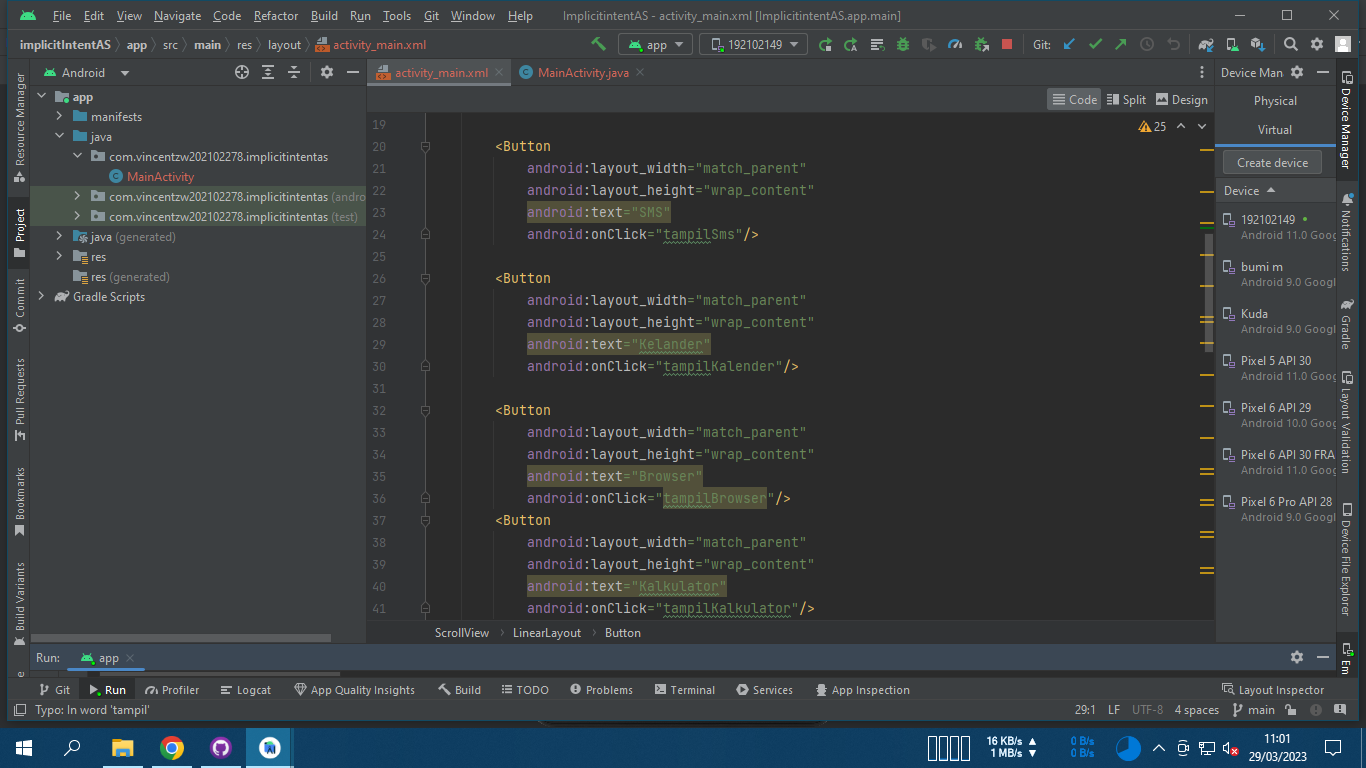 File Edit View Navigate Code Refactor Build Run Tools Git Window Help ImplicitintentAS - activity_main.xml [ImplicitintentAS.app.main]
implicitIntentAS app src main res layout activity_main.xml app 192102149 Git:
Android activity_main.xml MainActivity.java Device Man
Code Split Design
Physical
Virtual
Create device
Device
192102149
Android 11.0 Goog
bumi m
Android 9.0 Googl
Kuda
Android 9.0 Googl
Pixel 5 API 30
Android 11.0 Goog
Pixel 6 API 29
Android 10.0 Goog
Pixel 6 API 30 FRA
Android 11.0 Goog
Pixel 6 Pro API 28
Android 9.0 Googl
Resource Manager
Project
Commit
Pull Requests
Bookmarks
Build Variants
app
manifests
java
com.vincentzw202102278.implicitintentas
MainActivity
com.vincentzw202102278.implicitintentas (andro
com.vincentzw202102278.implicitintentas (test)
java (generated)
res
res (generated)
Gradle Scripts
25
19
20 <Button
21 android:layout_width="match_parent"
22 android:layout_height="wrap_content"
23 android:text="SMS"
24 android:onClick="tampilSms"/>
25
26 <Button
27 android:layout_width="match_parent"
28 android:layout_height="wrap_content"
29 android:text="Kelander"
30 android:onClick="tampilKalender"/>
31
32 <Button
33 android:layout_width="match_parent"
34 android:layout_height="wrap_content"
35 android:text="Browser"
36 android:onClick="tampilBrowser"/>
37 <Button
38 android:layout_width="match_parent"
39 android:layout_height="wrap_content"
40 android:text="Kalkulator"
41 android:onClick="tampilKalkulator"/>
ScrollView LinearLayout Button
Device Manager
Notifications
Gradle
Layout Validation
Device File Explorer
Em
Run: app
Git Run Profiler Logcat App Quality Insights Build TODO Problems Terminal Services App Inspection Layout Inspector
Typo: In word 'tampil' 29:1 LF UTF-8 4 spaces main
16 KB/s 0 B/s 11:01
1 MB/s 0 B/s 29/03/2023